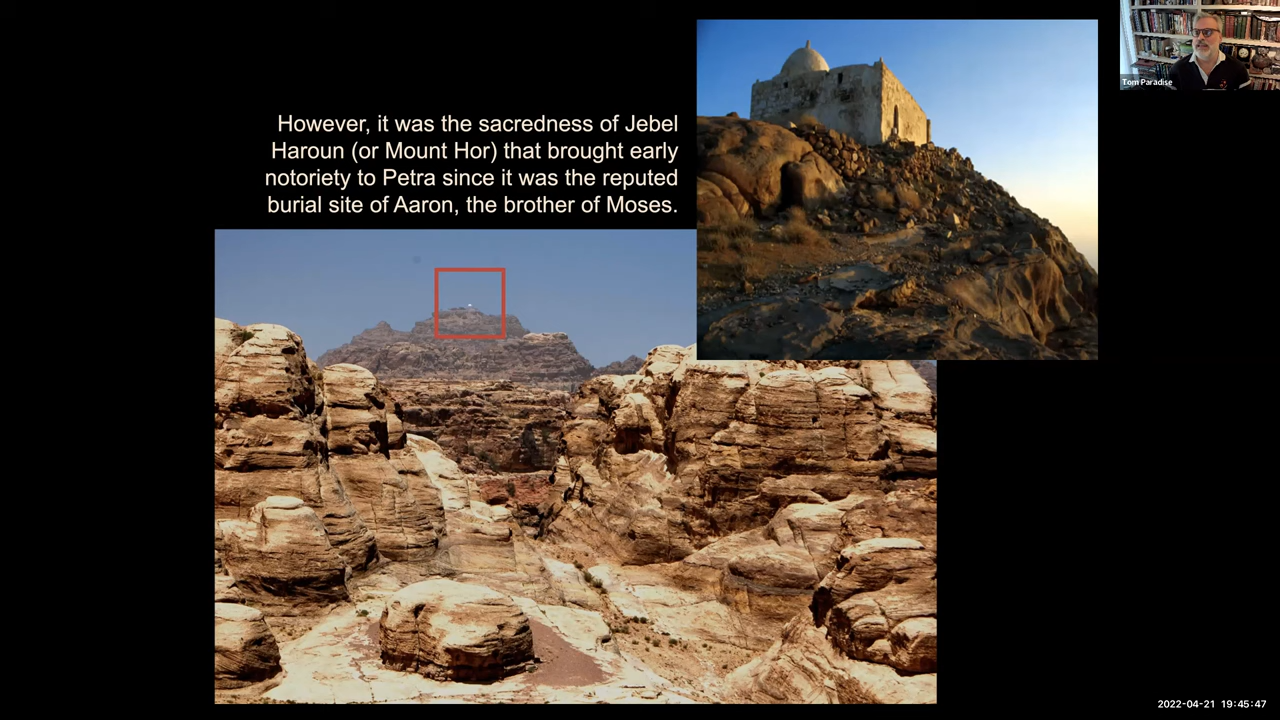 However, it was the sacredness of Jebel
Haroun (or Mount Hor) that brought early
notoriety to Petra since it was the reputed
burial site of Aaron, the brother of Moses.
Tom Paradise
2022-04-21 19:45:47